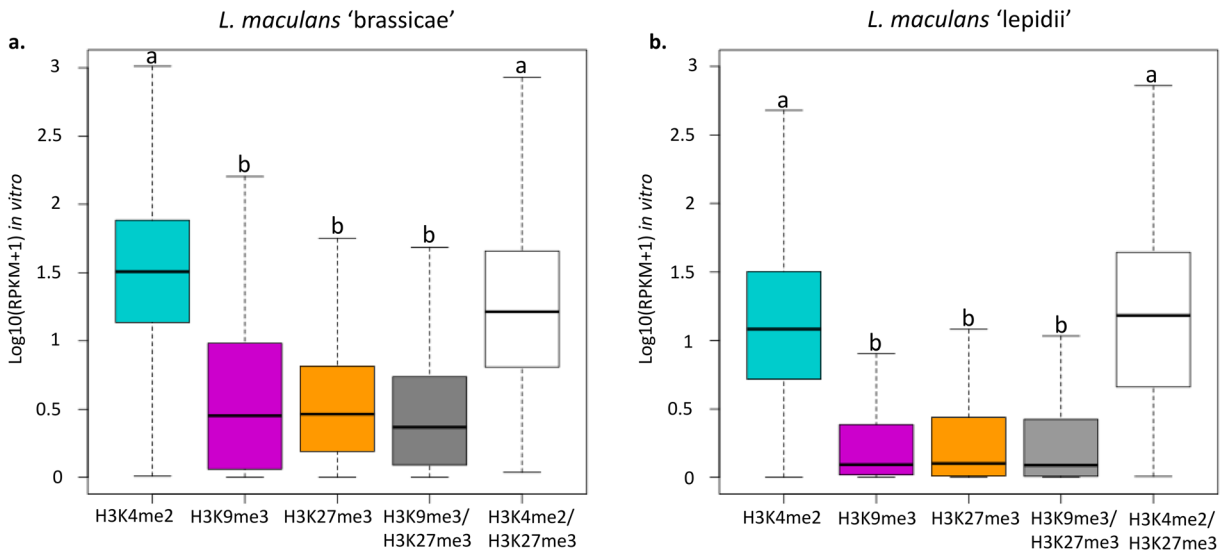 L. maculans ‘brassicae’
a.
Log10(RPKM+1) in vitro
3
2.5
2
1.5
1
0.5
0
a
b
b
b
a
H3K4me2
H3K9me3
H3K27me3
H3K9me3/
H3K27me3
H3K4me2/
H3K27me3
L. maculans ‘lepidii’
b.
Log10(RPKM+1) in vitro
3
2.5
2
1.5
1
0.5
0
a
b
b
b
a
H3K4me2
H3K9me3
H3K27me3
H3K9me3/
H3K27me3
H3K4me2/
H3K27me3